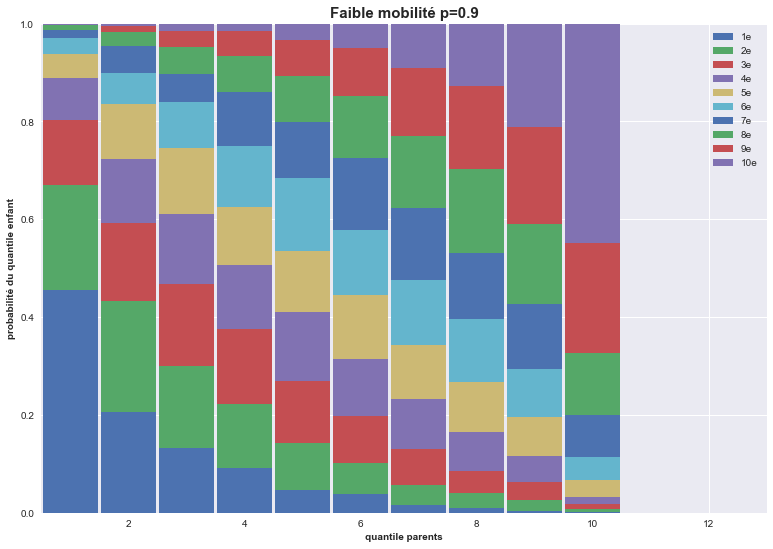 Faible mobilité p=0.9
1.0
0.8
0.6
0.4
0.2
0.0
probabilité du quantile enfant
1e
2e
3e
4e
5e
6e
7e
8e
9e
10e
2 4 6 8 10 12
quantile parents